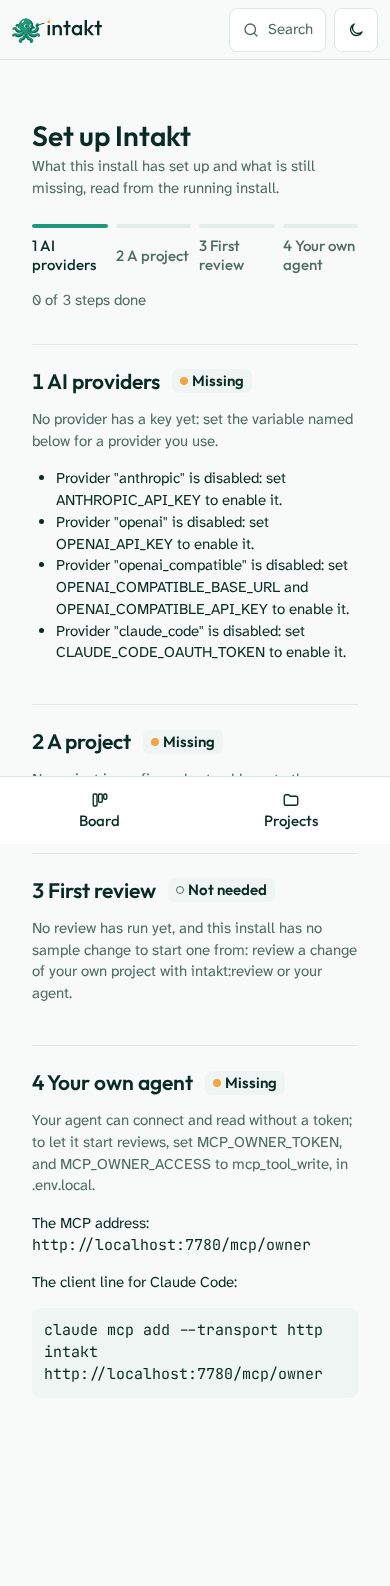 intakt
Search
Set up Intakt
What this install has set up and what is still
missing, read from the running install.
1 AI
providers
2 A project
3 First
review
4 Your own
agent
0 of 3 steps done
1 AI providers
Missing
No provider has a key yet: set the variable named
below for a provider you use.
• Provider "anthropic" is disabled: set
ANTHROPIC_API_KEY to enable it.
• Provider "openai" is disabled: set
OPENAI_API_KEY to enable it.
• Provider "openai_compatible" is disabled: set
OPENAI_COMPATIBLE_BASE_URL and
OPENAI_COMPATIBLE_API_KEY to enable it.
• Provider "claude_code" is disabled: set
CLAUDE_CODE_OAUTH_TOKEN to enable it.
2 A project
Missing
Board
Projects
3 First review
Not needed
No review has run yet, and this install has no
sample change to start one from: review a change
of your own project with intakt:review or your
agent.
4 Your own agent
Missing
Your agent can connect and read without a token;
to let it start reviews, set MCP_OWNER_TOKEN,
and MCP_OWNER_ACCESS to mcp_tool_write, in
.env.local.
The MCP address:
http://localhost:7780/mcp/owner
The client line for Claude Code:
claude mcp add --transport http
intakt
http://localhost:7780/mcp/owner